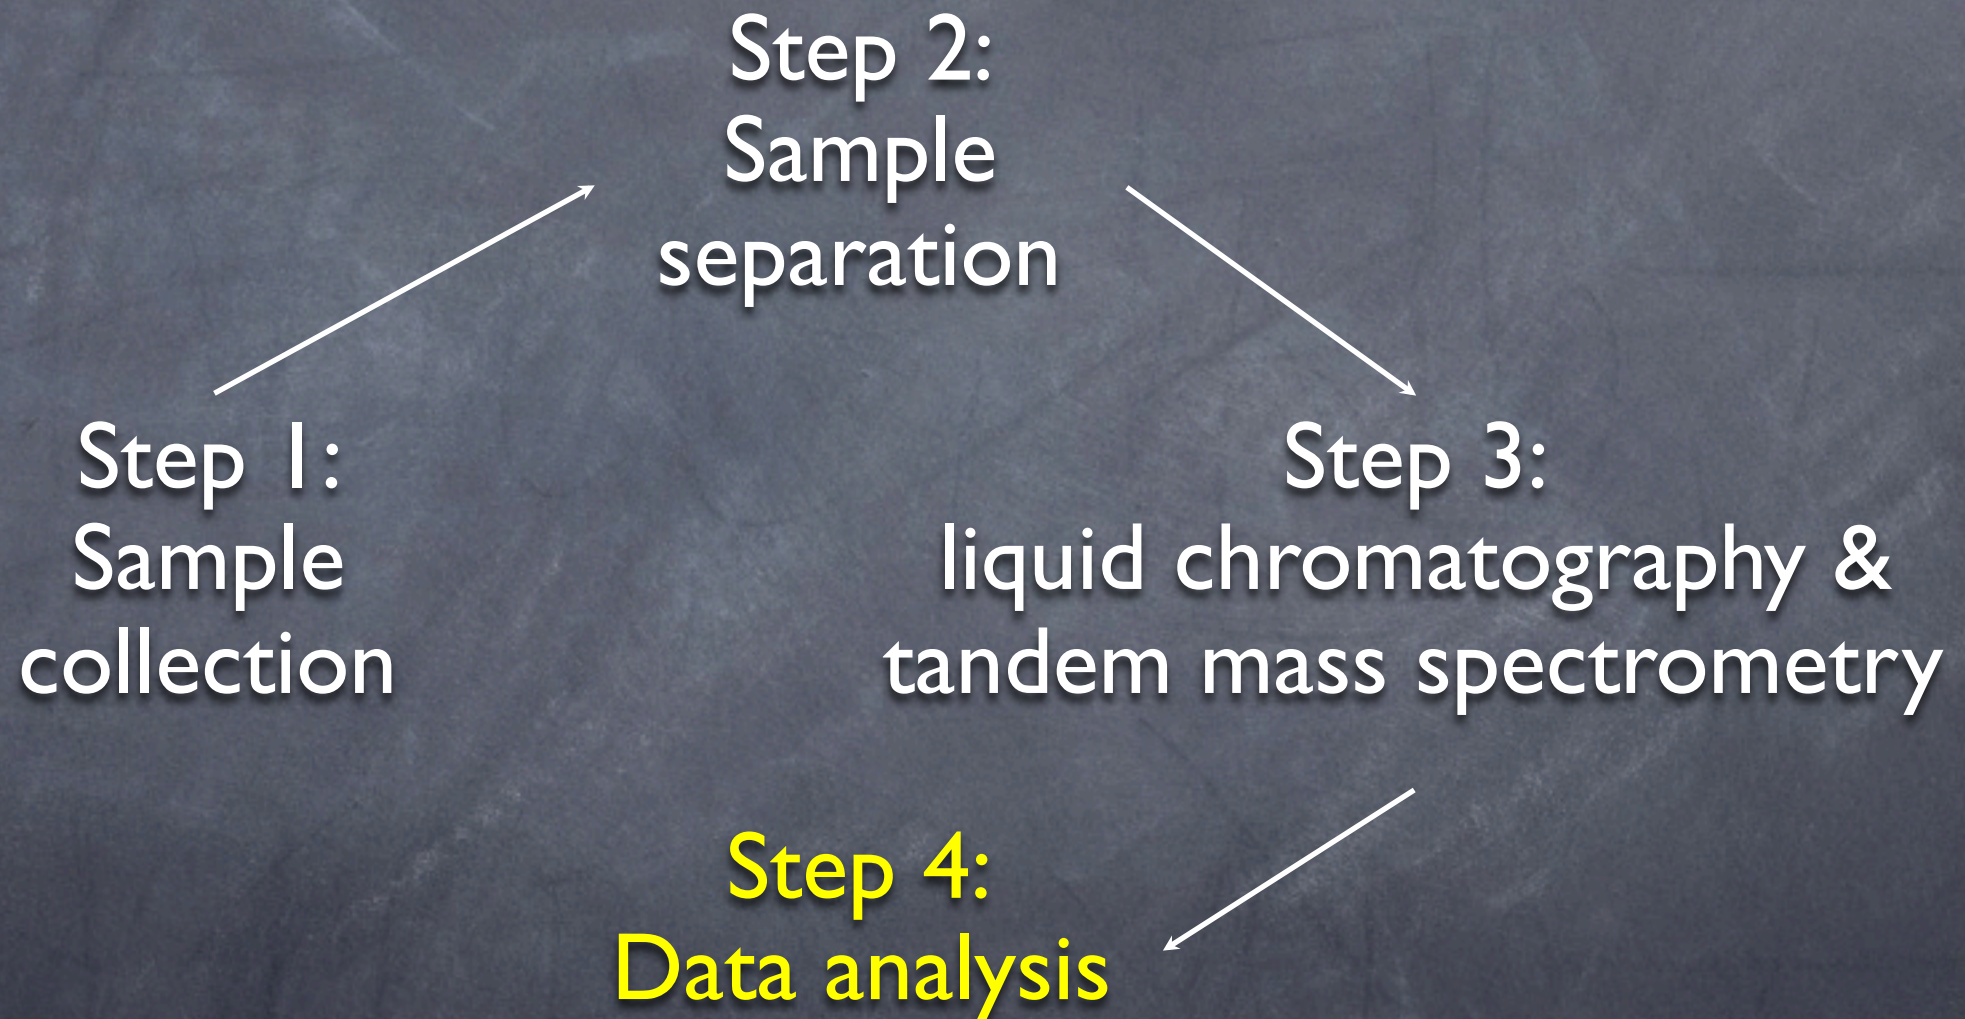 Step 1:
Sample
collection
Step 2:
Sample
separation
Step 3:
liquid chromatography &
tandem mass spectrometry
Step 4:
Data analysis